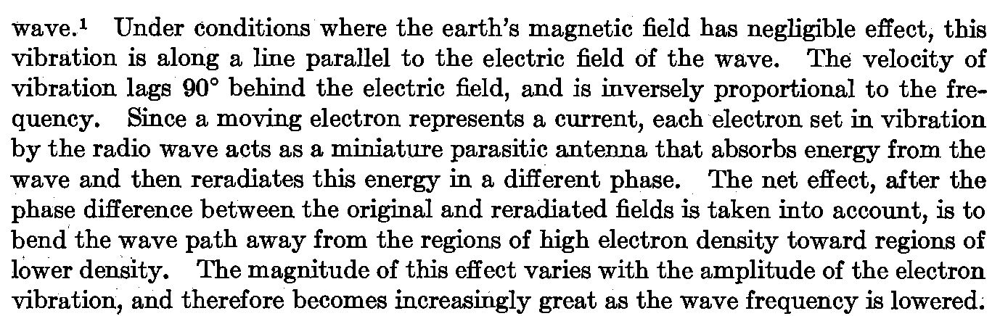 wave.¹ Under conditions where the earth's magnetic field has negligible effect, this
vibration is along a line parallel to the electric field of the wave. The velocity of
vibration lags 90° behind the electric field, and is inversely proportional to the fre-
quency. Since a moving electron represents a current, each electron set in vibration
by the radio wave acts as a miniature parasitic antenna that absorbs energy from the
wave and then reradiates this energy in a different phase. The net effect, after the
phase difference between the original and reradiated fields is taken into account, is to
bend the wave path away from the regions of high electron density toward regions of
lower density. The magnitude of this effect varies with the amplitude of the electron
vibration, and therefore becomes increasingly great as the wave frequency is lowered.